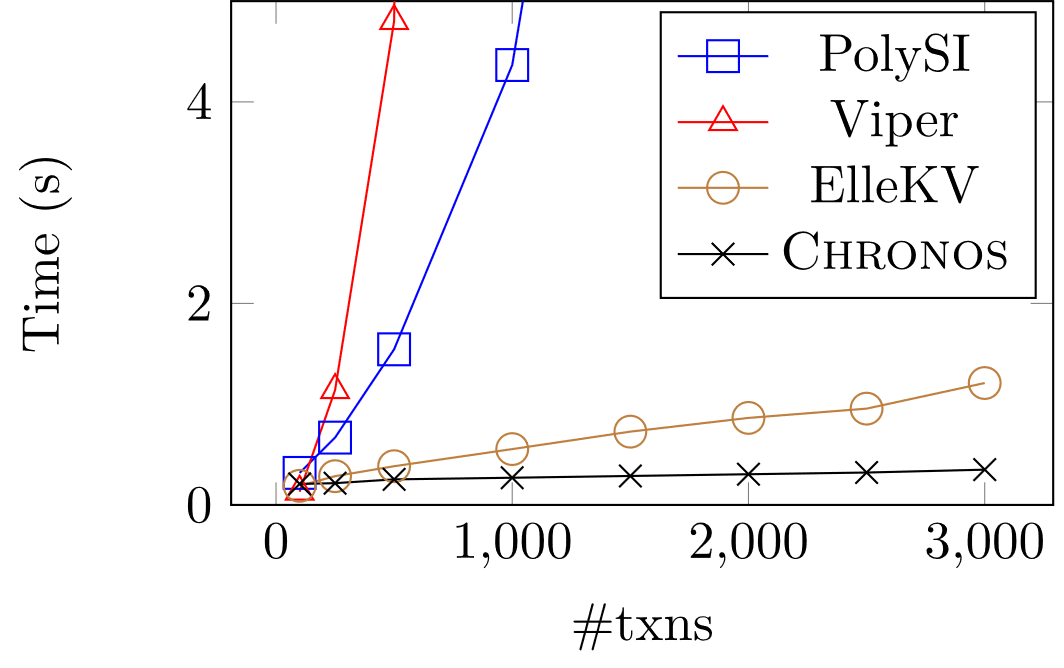 PolySI
Viper
ElleKV
CHRONOS
Time (s)
4
2
0
0
1,000
2,000
3,000
#txns